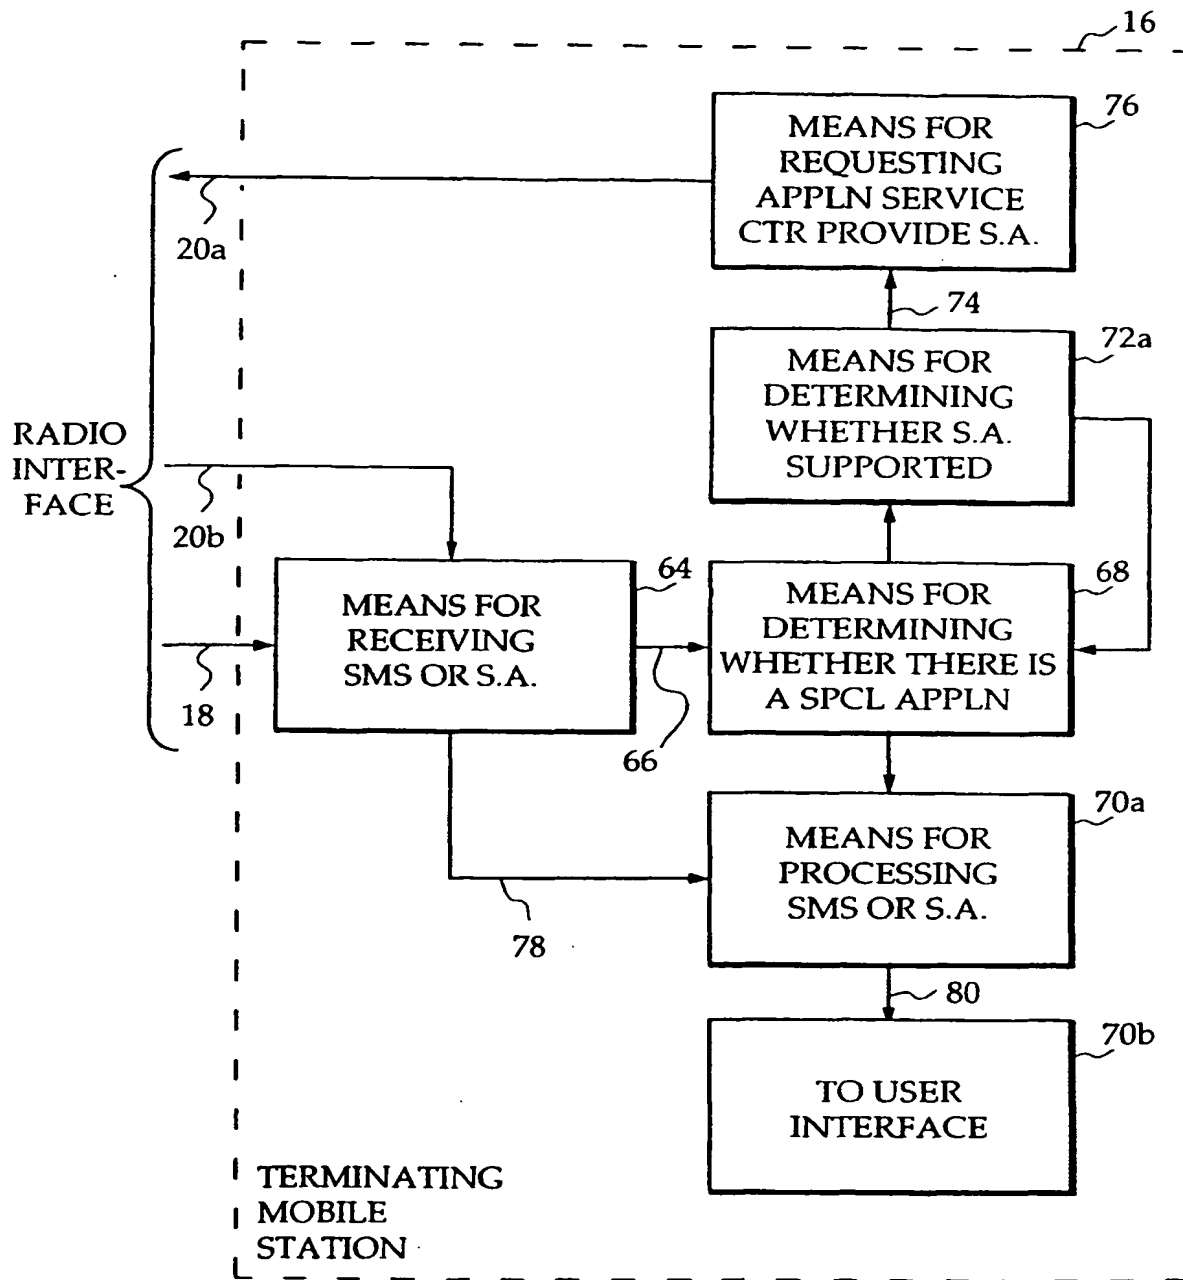 16
MEANS FOR
REQUESTING
APPLN SERVICE
CTR PROVIDE S.A.
76
20a
74
MEANS FOR
DETERMINING
WHETHER S.A.
SUPPORTED
72a
RADIO
INTER-
FACE
20b
MEANS FOR
RECEIVING
SMS OR S.A.
64
MEANS FOR
DETERMINING
WHETHER THERE IS
A SPCL APPLN
68
18
66
MEANS FOR
PROCESSING
SMS OR S.A.
70a
78
80
TO USER
INTERFACE
70b
TERMINATING
MOBILE
STATION